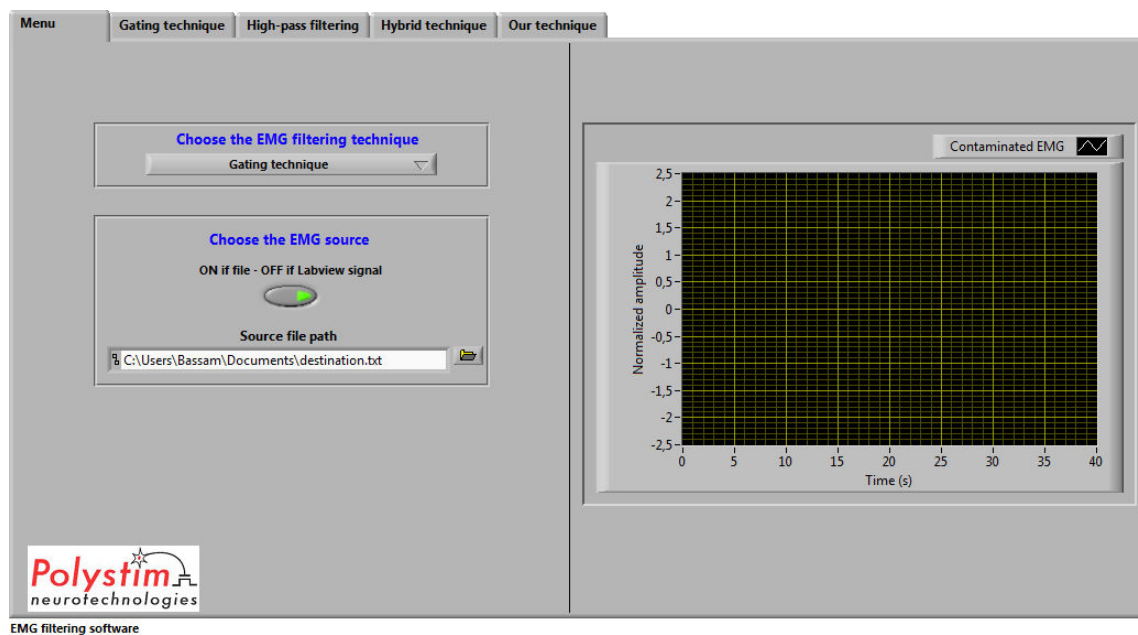 Menu
Gating technique
High-pass filtering
Hybrid technique
Our technique
Choose the EMG filtering technique
Gating technique
Choose the EMG source
ON if file - OFF if Labview signal
Source file path
C:\Users\Bassam\Documents\destination.txt
Contaminated EMG
Normalized amplitude
2,5
2
1,5
1
0,5
0
-0,5
-1
-1,5
-2
-2,5
0 5 10 15 20 25 30 35 40
Time (s)
Polystim
neurotechnologies
EMG filtering software